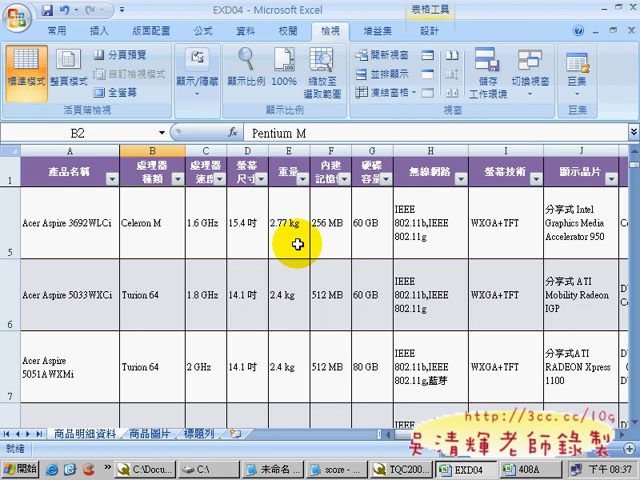 EXD04 - Microsoft Excel
表格工具
常用 插入 版面配置 公式 資料 校閱 檢視 增益集 設計
標準模式 整頁模式 分頁預覽 自訂檢視模式 全螢幕
顯示/隱藏 顯示比例 100% 縮放至選取範圍
開新視窗 並排顯示 凍結窗格
儲存工作環境 切換視窗 巨集
活頁簿檢視 顯示比例 視窗 巨集
B2 fx Pentium M
A B C D E F G H I J
1 產品名稱 處理器種類 處理器速度 螢幕尺寸 重量 內建記憶體 硬碟容量 無線網路 螢幕技術 顯示晶片
5 Acer Aspire 3692WLCi Celeron M 1.6 GHz 15.4 吋 2.77 kg 256 MB 60 GB IEEE 802.11b,IEEE 802.11g WXGA+TFT 分享式 Intel Graphics Media Accelerator 950
6 Acer Aspire 5033WXCi Turion 64 1.8 GHz 14.1 吋 2.4 kg 512 MB 60 GB IEEE 802.11b,IEEE 802.11g WXGA+TFT 分享式 ATI Mobility Radeon IGP
7 Acer Aspire 5051AWXMi Turion 64 2 GHz 14.1 吋 2.4 kg 512 MB 80 GB IEEE 802.11b,IEEE 802.11g,藍芽 WXGA+TFT 分享式ATI RADEON Xpress 1100
IEEE
http://3cc.cc/10g
吳清輝老師錄製
商品明細資料 商品圖片 標題列
就緒
開始 C:\Docu... C:\ 未命名 ... score - ... TQC200... EXD04 408A 下午 08:37